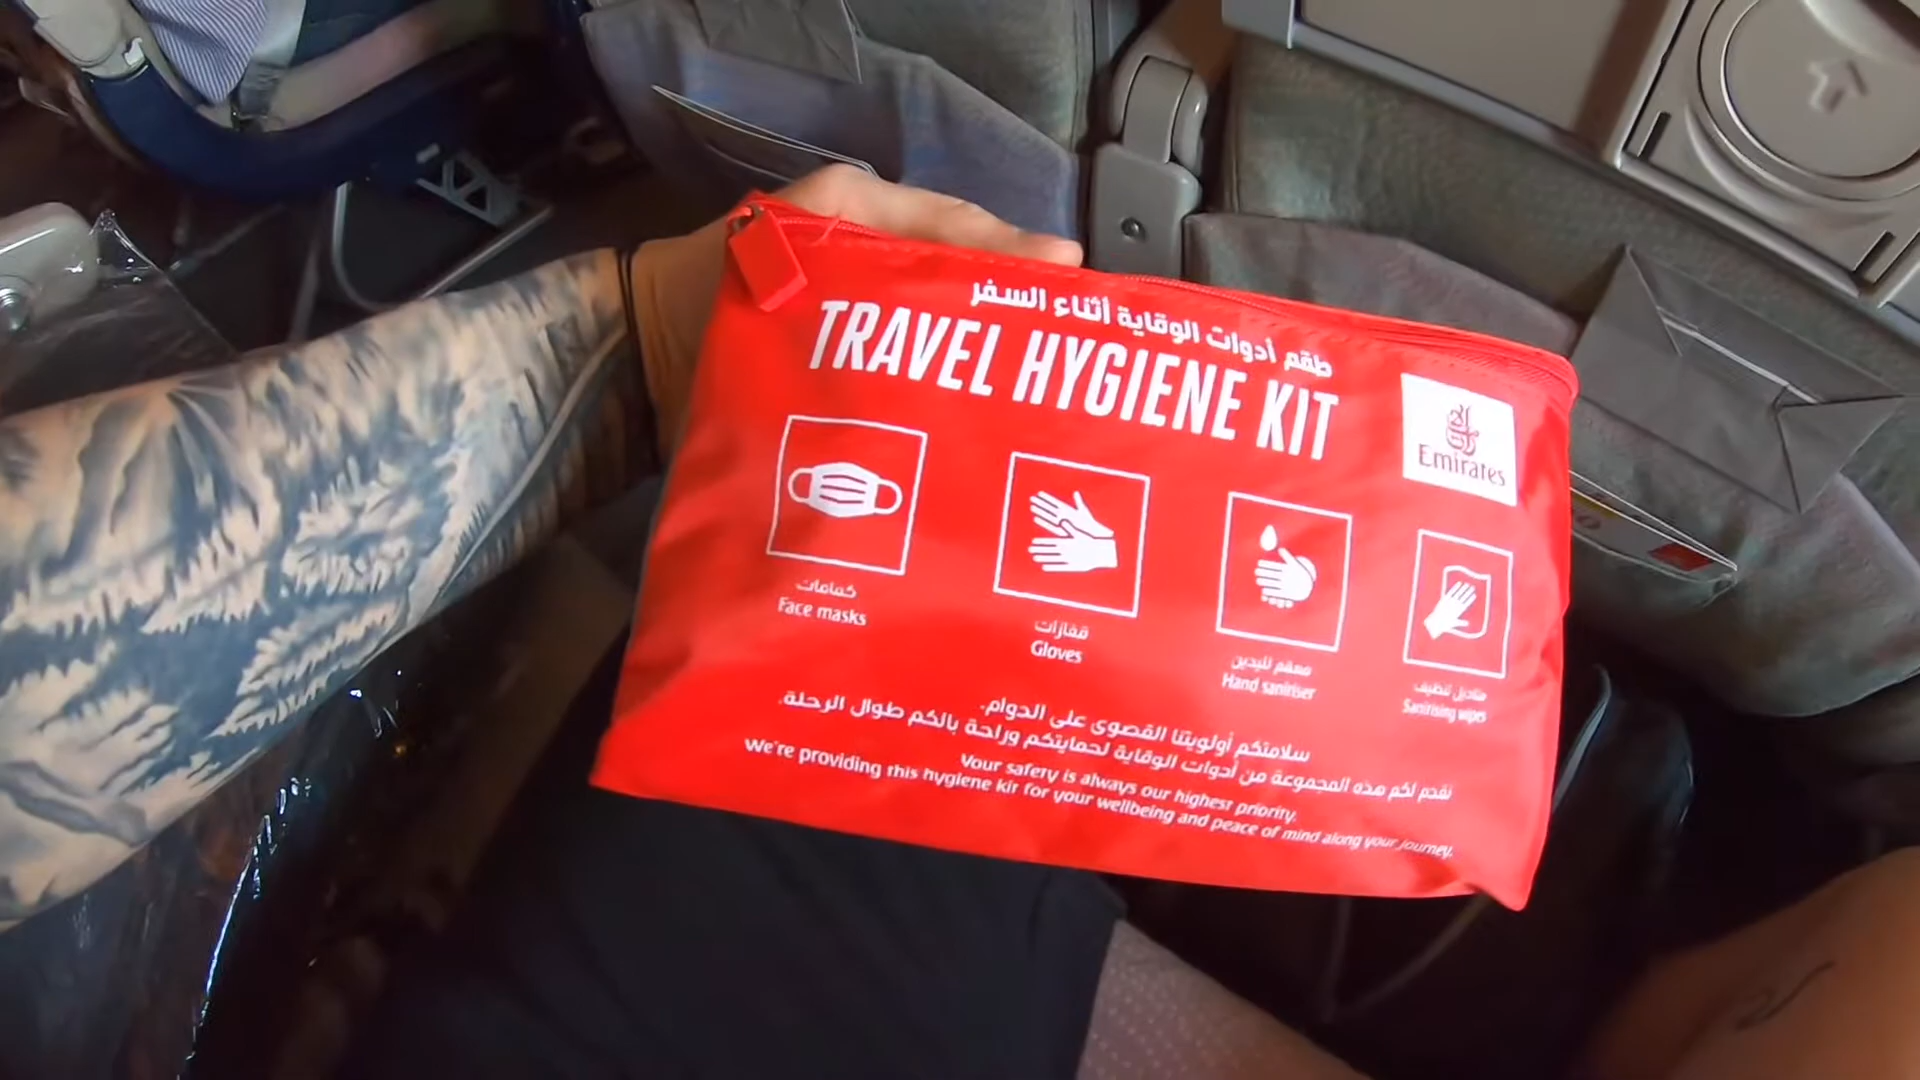 طقم أدوات الوقاية أثناء السفر
TRAVEL HYGIENE KIT
Emirates
كمامات
Face masks
قفازات
Gloves
معقم لليدين
Hand sanitiser
مناديل تنظيف
Sanitising wipes
سلامتكم أولويتنا القصوى على الدوام.
نقدم لكم هذه المجموعة من أدوات الوقاية لحمايتكم وراحة بالكم طوال الرحلة.
Your safety is always our highest priority.
We're providing this hygiene kit for your wellbeing and peace of mind along your journey.